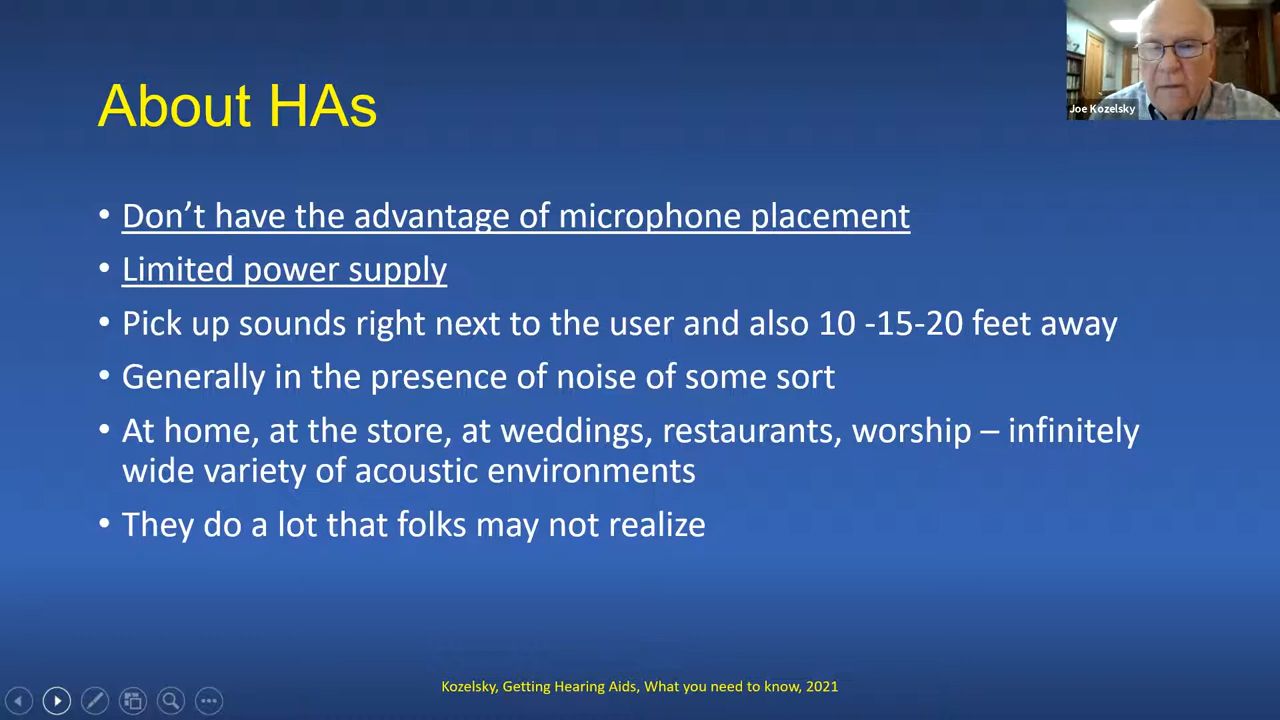 About HAs
Joe Kozelsky
• Don’t have the advantage of microphone placement
• Limited power supply
• Pick up sounds right next to the user and also 10 -15-20 feet away
• Generally in the presence of noise of some sort
• At home, at the store, at weddings, restaurants, worship – infinitely
wide variety of acoustic environments
• They do a lot that folks may not realize
Kozelsky, Getting Hearing Aids, What you need to know, 2021